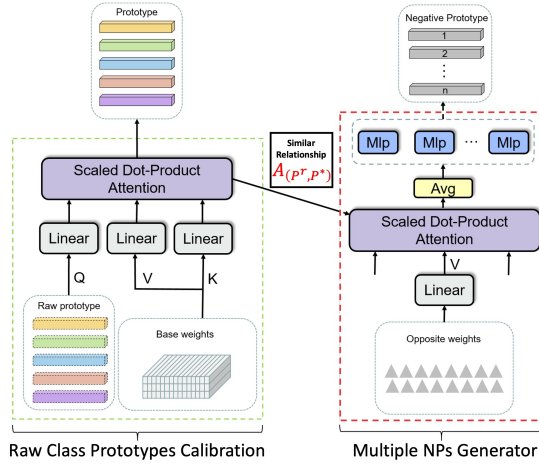 Prototype
Negative Prototype
1
2
n
Similar
Relationship
A(Pʳ,P*)
Mlp
Mlp
...
Mlp
Scaled Dot-Product
Attention
Avg
Scaled Dot-Product
Attention
Linear
Linear
Linear
Q
V
K
V
Linear
Raw prototype
Base weights
Opposite weights
Raw Class Prototypes Calibration
Multiple NPs Generator